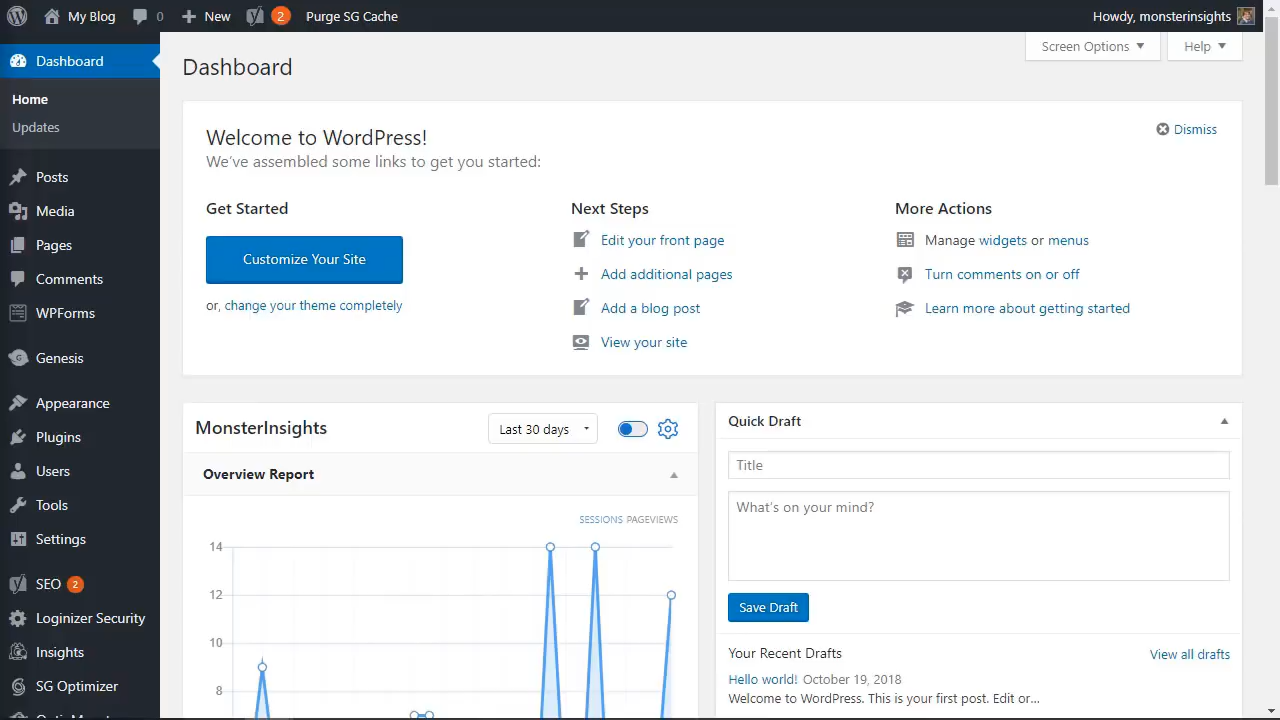 My Blog 0 New 2 Purge SG Cache Howdy, monsterinsights
Screen Options Help
Dashboard
Home
Updates
Posts
Media
Pages
Comments
WPForms
Genesis
Appearance
Plugins
Users
Tools
Settings
SEO 2
Loginizer Security
Insights
SG Optimizer
Dashboard
Welcome to WordPress!
We've assembled some links to get you started:
Dismiss
Get Started
Customize Your Site
or, change your theme completely
Next Steps
Edit your front page
Add additional pages
Add a blog post
View your site
More Actions
Manage widgets or menus
Turn comments on or off
Learn more about getting started
MonsterInsights Last 30 days
Overview Report
SESSIONS PAGEVIEWS
14
12
10
8
Quick Draft
Title
What's on your mind?
Save Draft
Your Recent Drafts View all drafts
Hello world! October 19, 2018
Welcome to WordPress. This is your first post. Edit or…